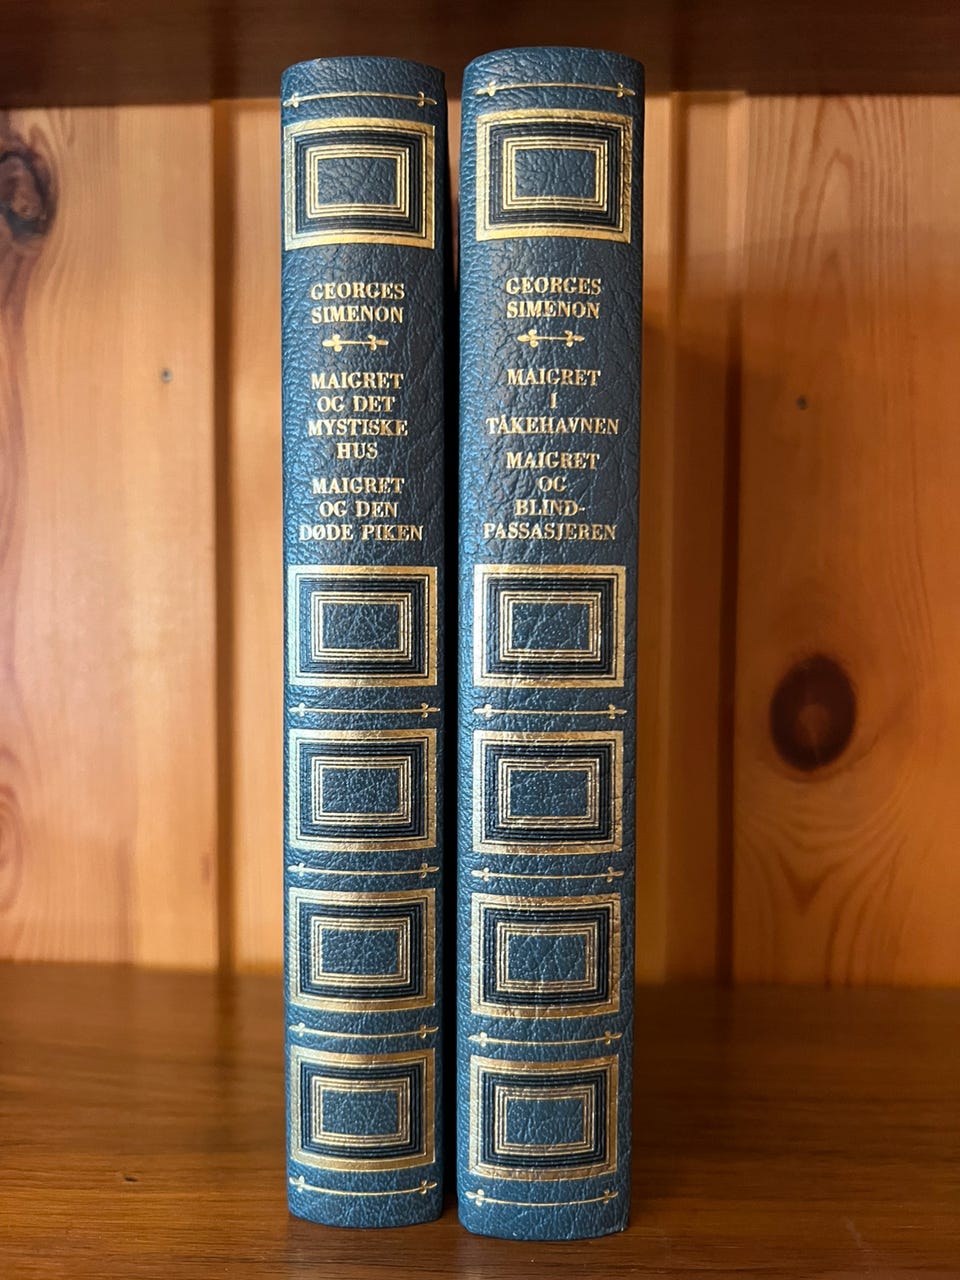 GEORGES
SIMENON
MAIGRET
OG DET
MYSTISKE
HUS
MAIGRET
OG DEN
DØDE PIKEN
GEORGES
SIMENON
MAIGRET
I
TÅKEHAVNEN
MAIGRET
OG
BLIND-
PASSASJEREN